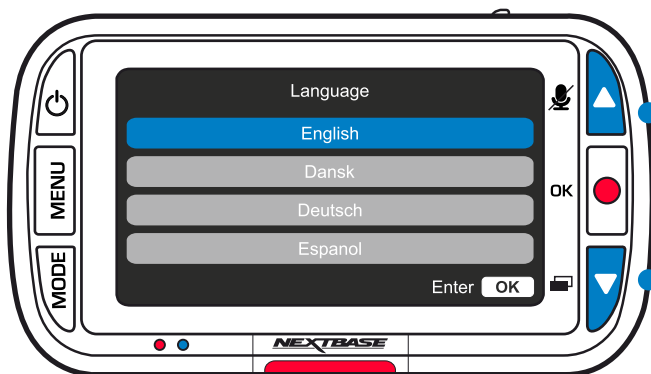 Language
English
Dansk
Deutsch
Espanol
Enter OK
MENU
MODE
OK
NEXTBASE